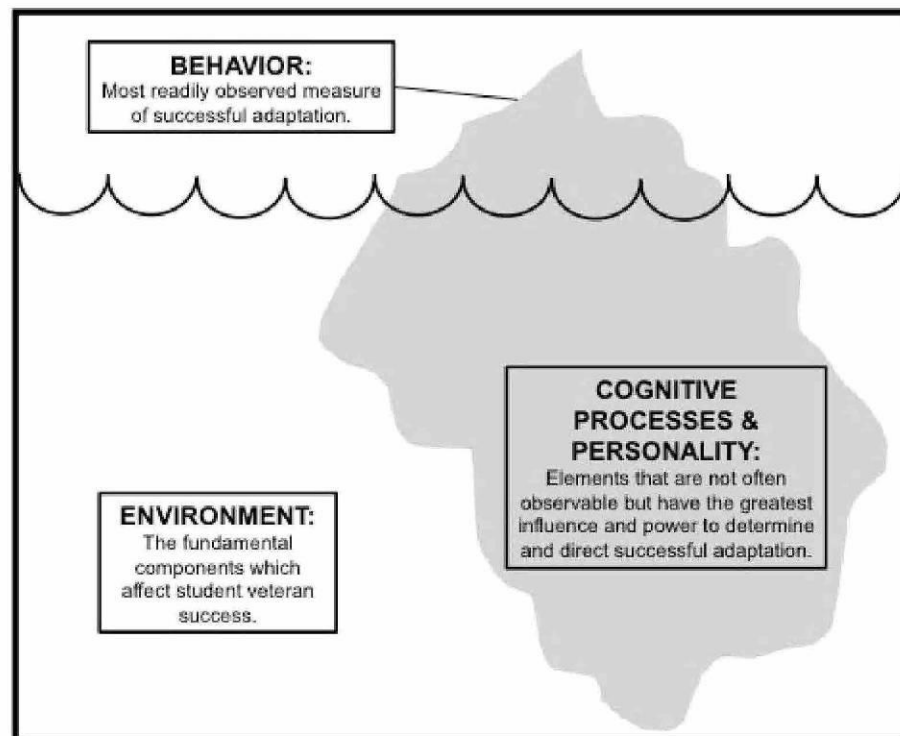 BEHAVIOR:
Most readily observed measure
of successful adaptation.
COGNITIVE
PROCESSES &
PERSONALITY:
Elements that are not often
observable but have the greatest
influence and power to determine
and direct successful adaptation.
ENVIRONMENT:
The fundamental
components which
affect student veteran
success.